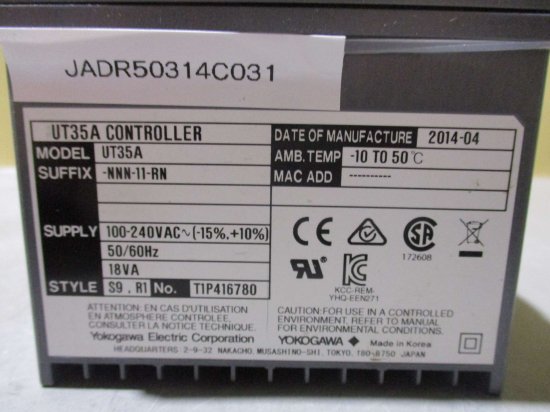 JADR50314C031
UT35A CONTROLLER
MODEL UT35A
SUFFIX -NNN-11-RN
SUPPLY 100-240VAC~(-15%,+10%)
50/60Hz
18VA
STYLE S9 . R1 No. T1P416780
DATE OF MANUFACTURE 2014-04
AMB.TEMP -10 TO 50℃
MAC ADD ----------
CE
SA
172608
RU
KC
KCC-REM-
YHQ-EEN271
ATTENTION: EN CAS D'UTILISATION
EN ATMOSPHERE CONTROLEE,
CONSULTER LA NOTICE TECHNIQUE.
CAUTION:FOR USE IN A CONTROLLED
ENVIRONMENT. REFER TO MANUAL
FOR ENVIRONMENTAL CONDITIONS.
Yokogawa Electric Corporation
YOKOGAWA Made in Korea
HEADQUARTERS 2-9-32 NAKACHO, MUSASHINO-SHI, TOKYO, 180-8750 JAPAN